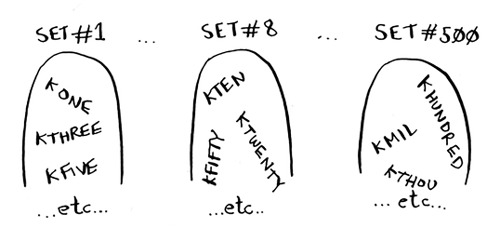 SET #1 ... SET #8 ... SET #500
KONE
KTHREE
KFIVE
...etc...
KTEN
KTWENTY
KFIFTY
...etc..
KHUNDRED
KMIL
KTHOU
... etc...